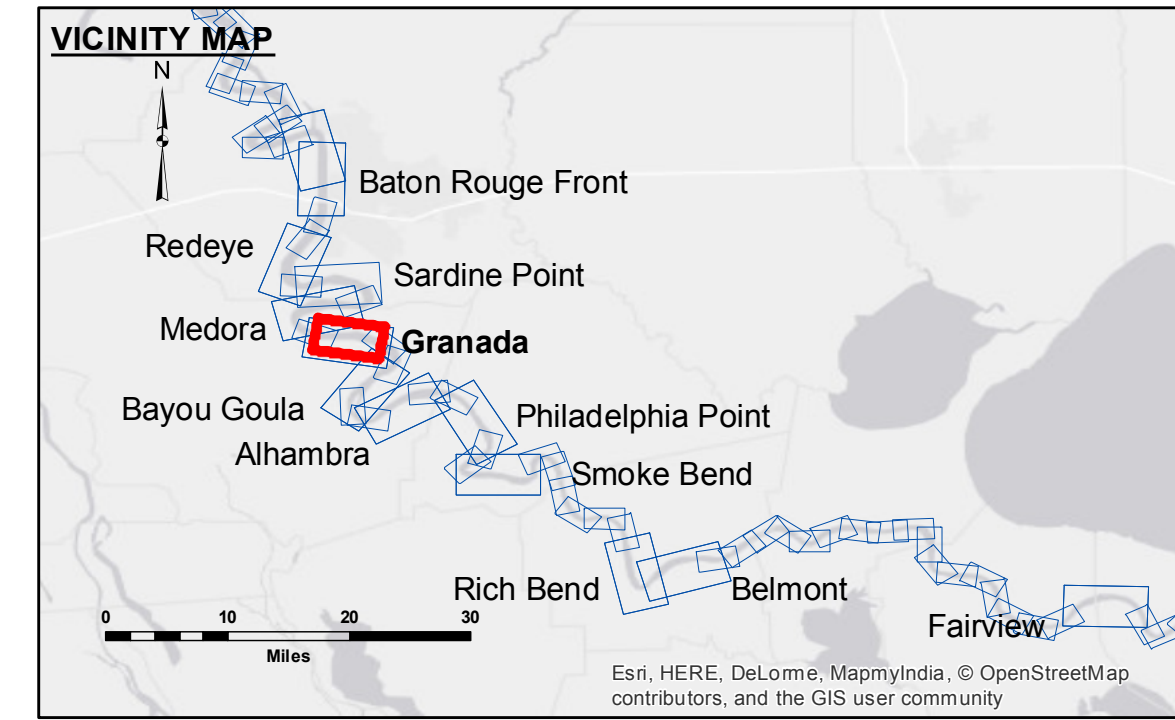 VICINITY MAP
N
Baton Rouge Front
Redeye
Sardine Point
Medora
Granada
Bayou Goula
Philadelphia Point
Alhambra
Smoke Bend
Rich Bend
Belmont
Fairview
0 10 20 30
Miles
Esri, HERE, DeLorme, MapmyIndia, © OpenStreetMap
contributors, and the GIS user community